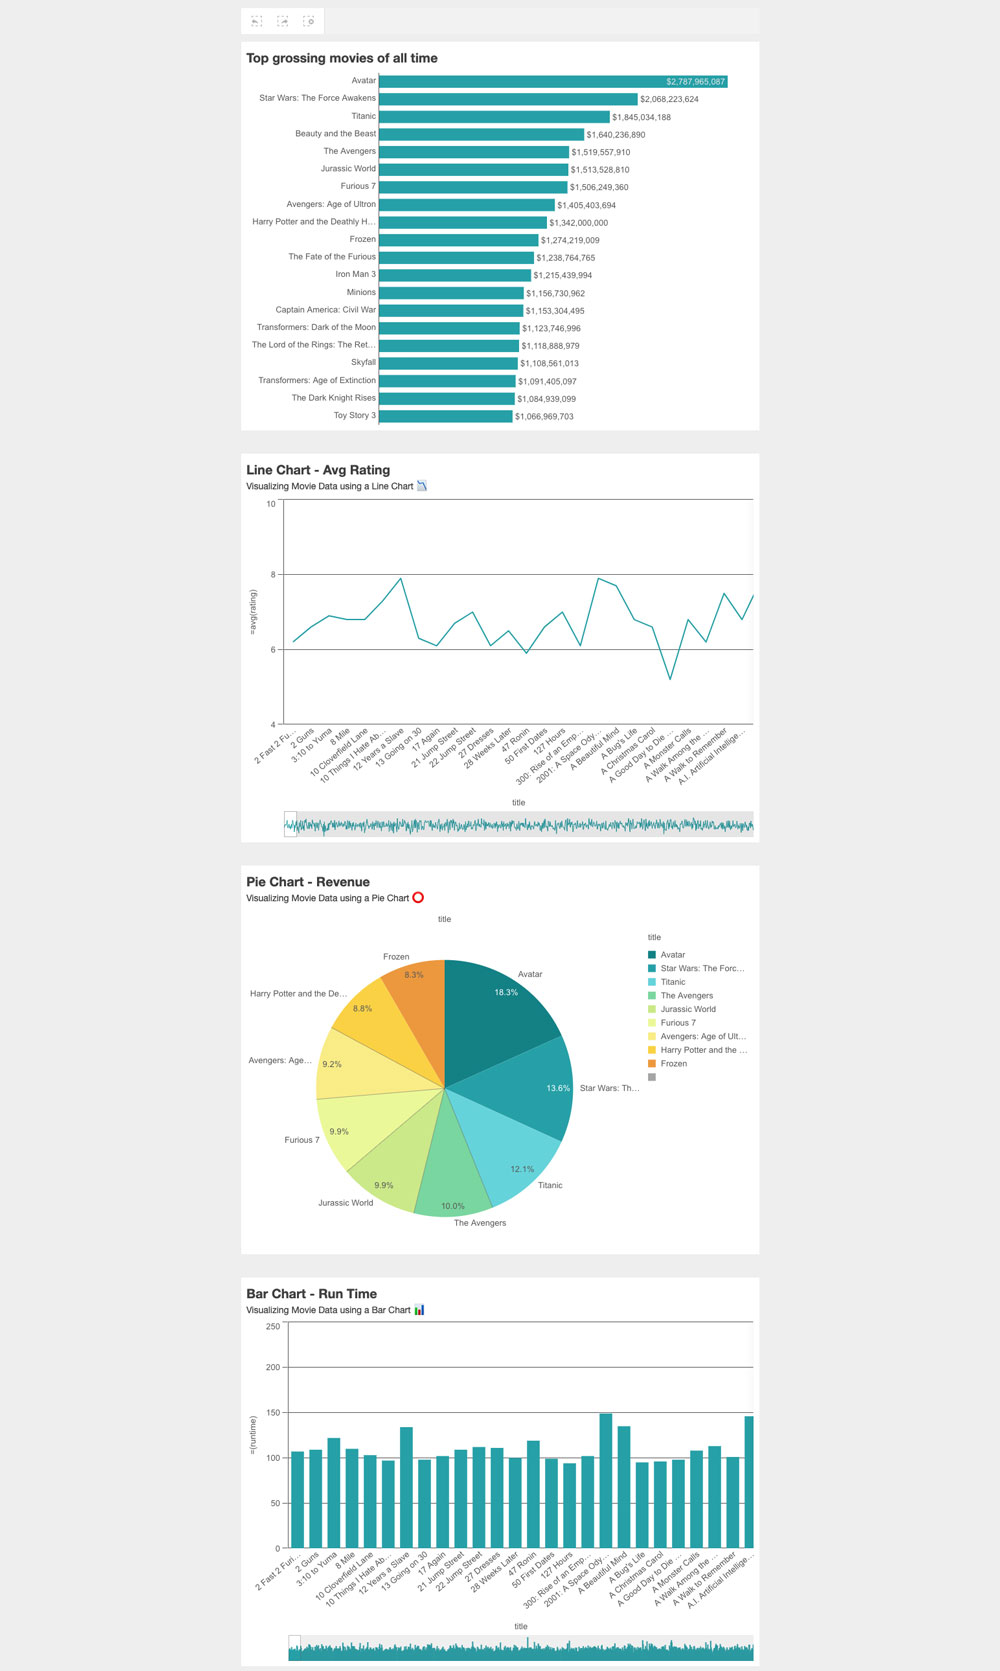 Top grossing movies of all time
Avatar $2,787,965,087
Star Wars: The Force Awakens $2,068,223,624
Titanic $1,845,034,188
Beauty and the Beast $1,640,236,890
The Avengers $1,519,557,910
Jurassic World $1,513,528,810
Furious 7 $1,506,249,360
Avengers: Age of Ultron $1,405,403,694
Harry Potter and the Deathly H... $1,342,000,000
Frozen $1,274,219,009
The Fate of the Furious $1,238,764,765
Iron Man 3 $1,215,439,994
Minions $1,156,730,962
Captain America: Civil War $1,153,304,495
Transformers: Dark of the Moon $1,123,746,996
The Lord of the Rings: The Ret... $1,118,888,979
Skyfall $1,108,561,013
Transformers: Age of Extinction $1,091,405,097
The Dark Knight Rises $1,084,939,099
Toy Story 3 $1,066,969,703
Line Chart - Avg Rating
Visualizing Movie Data using a Line Chart
10
8
6
4
=avg(rating)
2 Fast 2 Fu...
2 Guns
3:10 to Yuma
8 Mile
10 Cloverfield Lane
10 Things I Hate Ab...
12 Years a Slave
13 Going on 30
17 Again
21 Jump Street
22 Jump Street
27 Dresses
28 Weeks Later
47 Ronin
50 First Dates
127 Hours
300: Rise of an Emp...
2001: A Space Ody...
A Beautiful Mind
A Bug's Life
A Christmas Carol
A Good Day to Die ...
A Monster Calls
A Walk Among the ...
A Walk to Remember
A.I. Artificial Intellige...
title
Pie Chart - Revenue
Visualizing Movie Data using a Pie Chart
title
Avatar
18.3%
Star Wars: Th...
13.6%
Titanic
12.1%
The Avengers
10.0%
Jurassic World
9.9%
Furious 7
9.9%
Avengers: Age...
9.2%
Harry Potter and the De...
8.8%
Frozen
8.3%
title
Avatar
Star Wars: The Forc...
Titanic
The Avengers
Jurassic World
Furious 7
Avengers: Age of Ult...
Harry Potter and the ...
Frozen
Bar Chart - Run Time
Visualizing Movie Data using a Bar Chart
250
200
150
100
50
0
=(runtime)
2 Fast 2 Furi...
2 Guns
3:10 to Yuma
8 Mile
10 Cloverfield Lane
10 Things I Hate Ab...
12 Years a Slave
13 Going on 30
17 Again
21 Jump Street
22 Jump Street
27 Dresses
28 Weeks Later
47 Ronin
50 First Dates
127 Hours
300: Rise of an Emp...
2001: A Space Ody...
A Beautiful Mind
A Bug's Life
A Christmas Carol
A Good Day to Die ...
A Monster Calls
A Walk Among the ...
A Walk to Remember
A.I. Artificial Intellige...
title